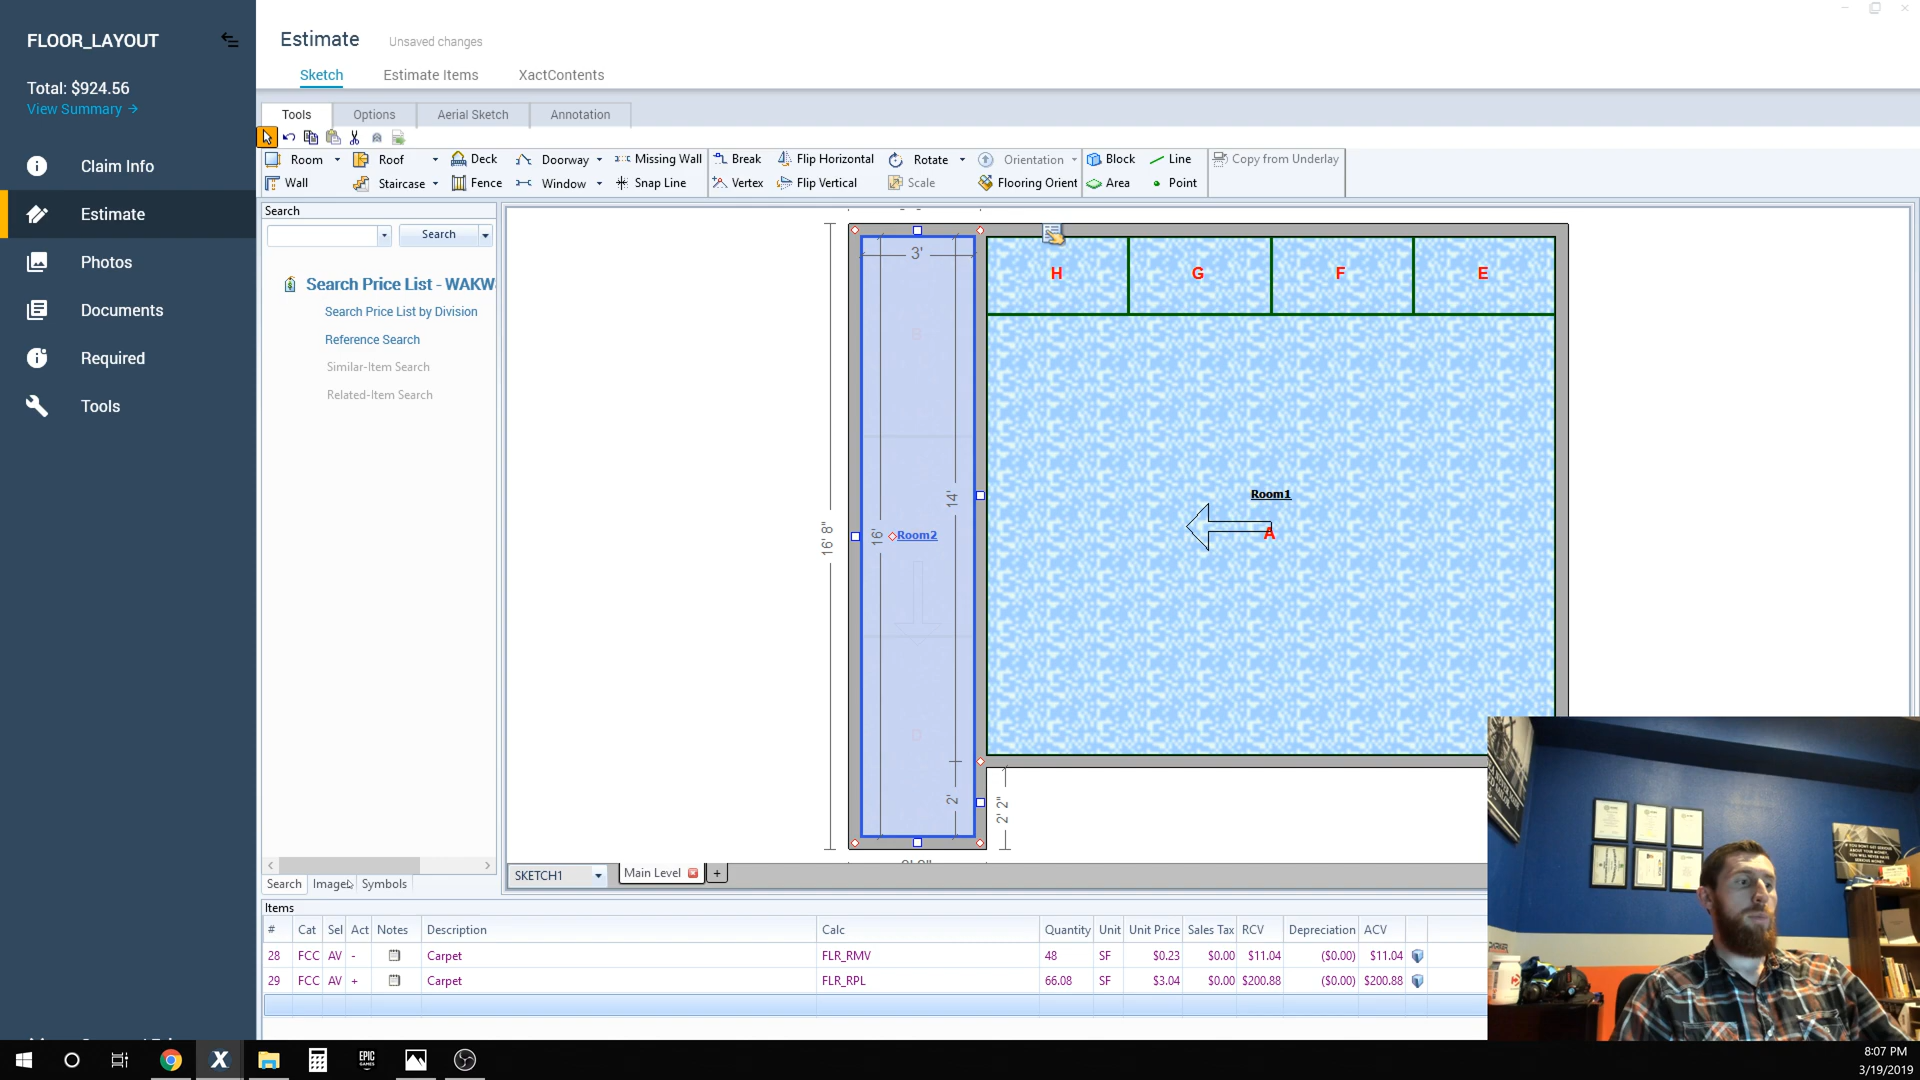 FLOOR_LAYOUT
Total: $924.56
View Summary →
Claim Info
Estimate
Photos
Documents
Required
Tools
Estimate Unsaved changes
Sketch Estimate Items XactContents
Tools Options Aerial Sketch Annotation
Room Roof Deck Doorway Missing Wall Break Flip Horizontal Rotate Orientation Block Line Copy from Underlay
Wall Staircase Fence Window Snap Line Vertex Flip Vertical Scale Flooring Orient Area Point
Search
Search
Search Price List - WAKW
Search Price List by Division
Reference Search
Similar-Item Search
Related-Item Search
Search Image Symbols
3'
H G F E
14'
16'
16' 8"
Room2
Room1
A
2'
2' 2"
SKETCH1 Main Level +
Items
# Cat Sel Act Notes Description Calc Quantity Unit Unit Price Sales Tax RCV Depreciation ACV
28 FCC AV - Carpet FLR_RMV 48 SF $0.23 $0.00 $11.04 ($0.00) $11.04
29 FCC AV + Carpet FLR_RPL 66.08 SF $3.04 $0.00 $200.88 ($0.00) $200.88
EPIC
GAMES
8:07 PM
3/19/2019